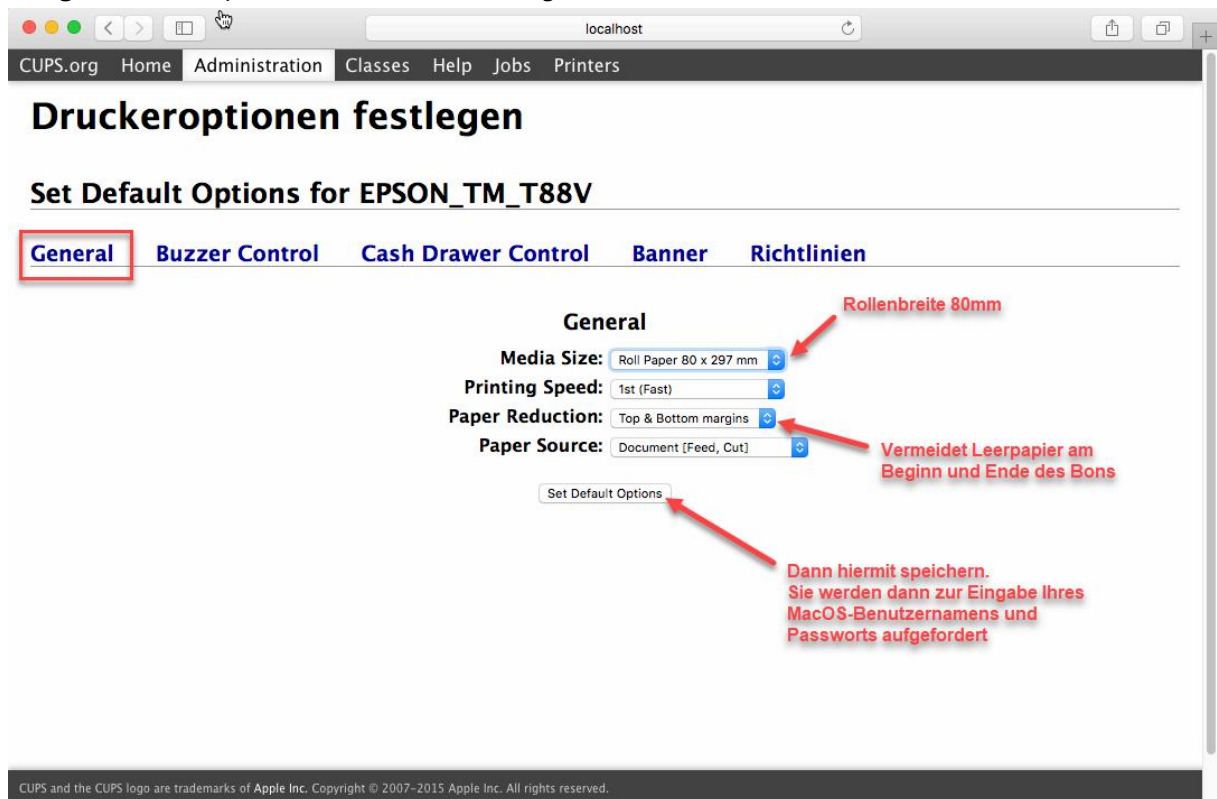 localhost
CUPS.org Home Administration Classes Help Jobs Printers
Druckeroptionen festlegen
Set Default Options for EPSON_TM_T88V
General Buzzer Control Cash Drawer Control Banner Richtlinien
Rollenbreite 80mm
General
Media Size: Roll Paper 80 x 297 mm
Printing Speed: 1st (Fast)
Paper Reduction: Top & Bottom margins
Paper Source: Document [Feed, Cut]
Vermeidet Leerpapier am
Beginn und Ende des Bons
Set Default Options
Dann hiermit speichern.
Sie werden dann zur Eingabe Ihres
MacOS-Benutzernamens und
Passworts aufgefordert
CUPS and the CUPS logo are trademarks of Apple Inc. Copyright © 2007-2015 Apple Inc. All rights reserved.